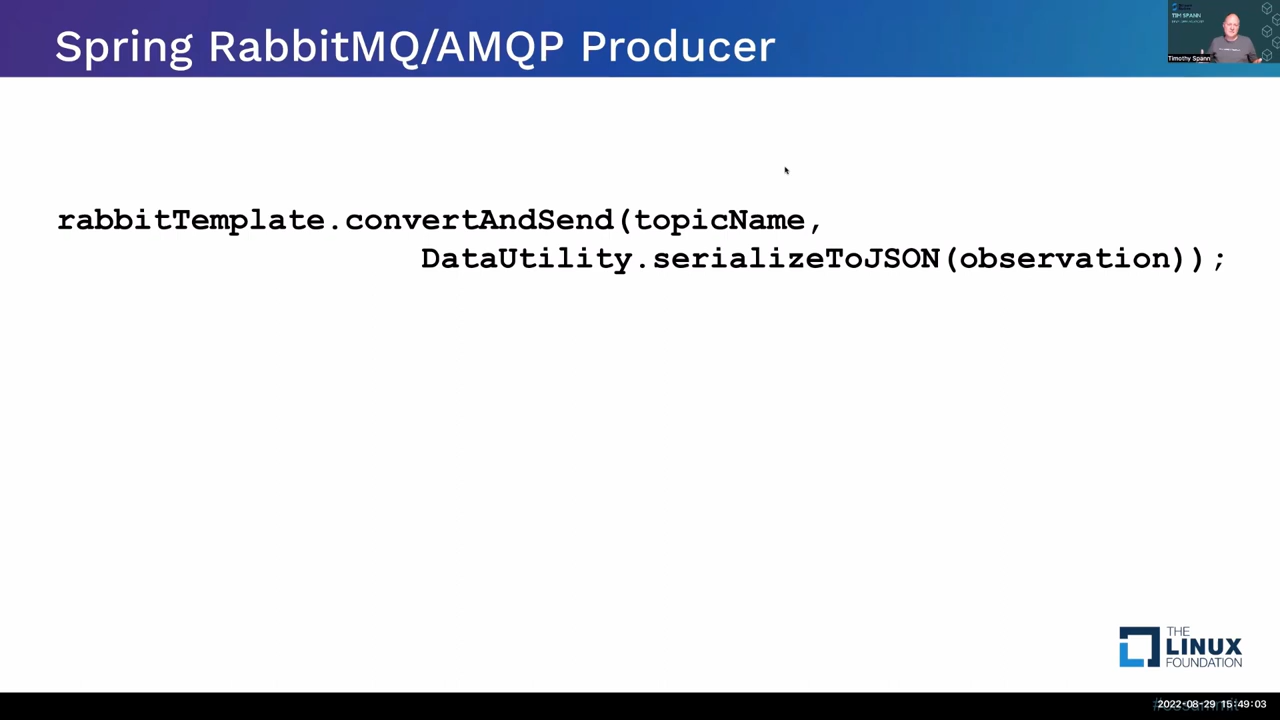 Spring RabbitMQ/AMQP Producer
TIM SPANN
Timothy Spann
rabbitTemplate.convertAndSend(topicName,
DataUtility.serializeToJSON(observation));
THE
LINUX
FOUNDATION
2022-08-29 15:49:03